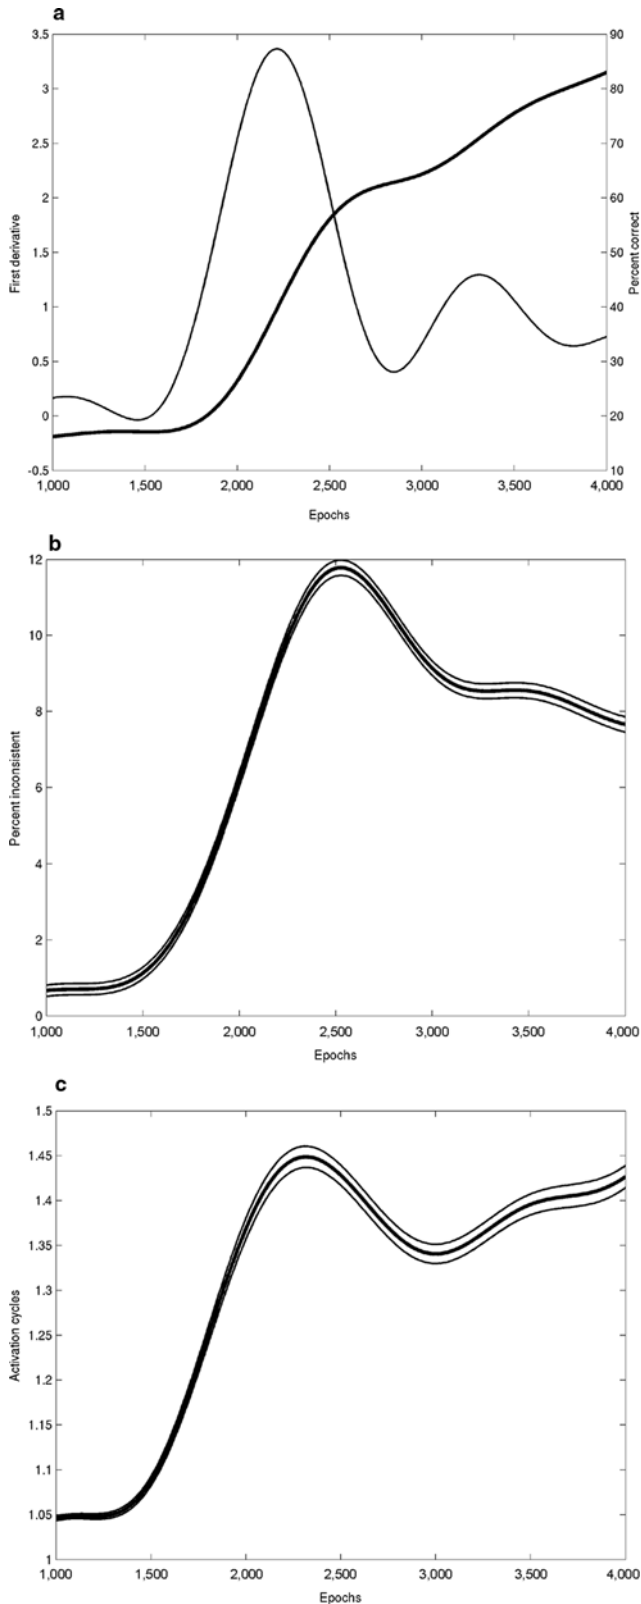 a
3.5
3
2.5
2
1.5
1
0.5
0
-0.5
First derivative
90
80
70
60
50
40
30
20
10
Percent correct
1,000 1,500 2,000 2,500 3,000 3,500 4,000
Epochs
b
12
10
8
6
4
2
0
Percent inconsistent
1,000 1,500 2,000 2,500 3,000 3,500 4,000
Epochs
c
1.5
1.45
1.4
1.35
1.3
1.25
1.2
1.15
1.1
1.05
1
Activation cycles
1,000 1,500 2,000 2,500 3,000 3,500 4,000
Epochs